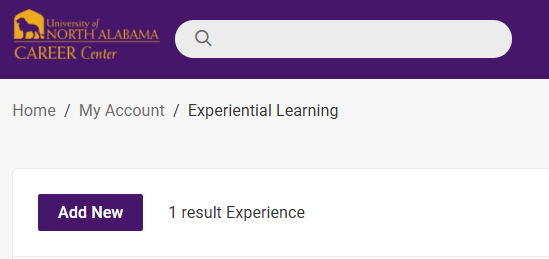 University of
NORTH ALABAMA
CAREER Center
Home / My Account / Experiential Learning
Add New
1 result Experience